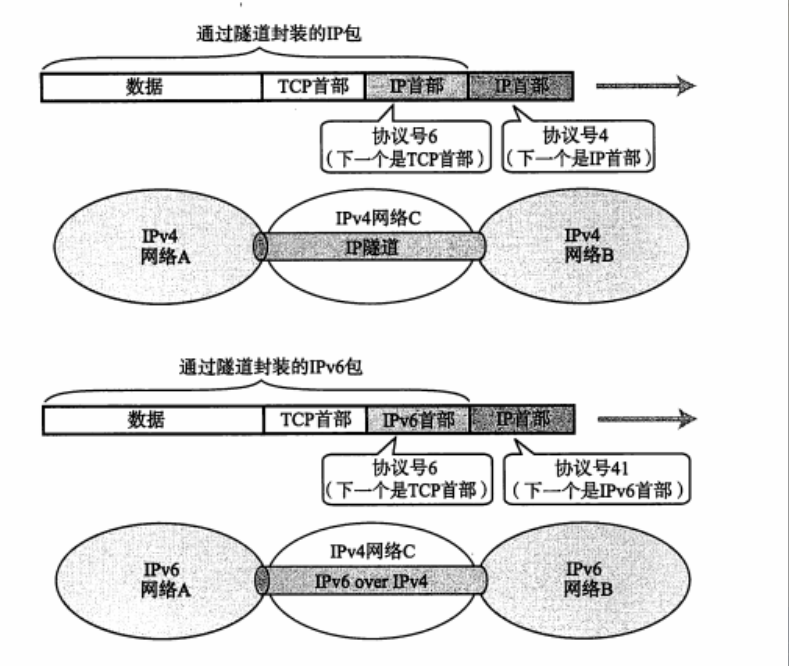 通过隧道封装的IP包
数据 TCP首部 IP首部 IP首部
协议号6
(下一个是TCP首部)
协议号4
(下一个是IP首部)
IPv4
网络A
IPv4网络C
IP隧道
IPv4
网络B
通过隧道封装的IPv6包
数据 TCP首部 IPv6首部 IP首部
协议号6
(下一个是TCP首部)
协议号41
(下一个是IPv6首部)
IPv6
网络A
IPv4网络C
IPv6 over IPv4
IPv6
网络B